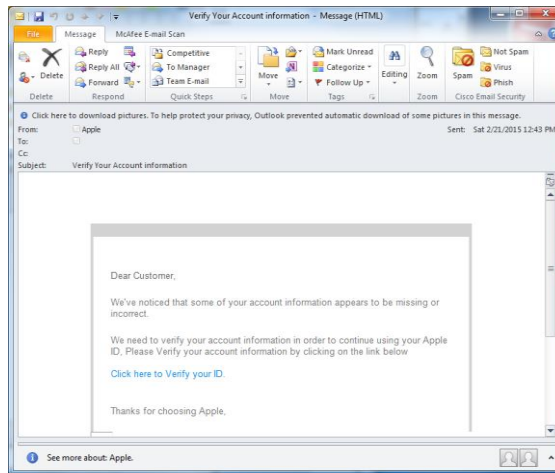 Verify Your Account information - Message (HTML)
File Message McAfee E-mail Scan
Delete
Reply
Reply All
Forward
Competitive
To Manager
Team E-mail
Move
Mark Unread
Categorize
Follow Up
Editing
Zoom
Spam
Not Spam
Virus
Phish
Delete Respond Quick Steps Move Tags Zoom Cisco Email Security
Click here to download pictures. To help protect your privacy, Outlook prevented automatic download of some pictures in this message.
From: Apple Sent: Sat 2/21/2015 12:43 PM
To:
Cc:
Subject: Verify Your Account information
Dear Customer,
We've noticed that some of your account information appears to be missing or
incorrect.
We need to verify your account information in order to continue using your Apple
ID, Please Verify your account information by clicking on the link below
Click here to Verify your ID.
Thanks for choosing Apple,
See more about: Apple.